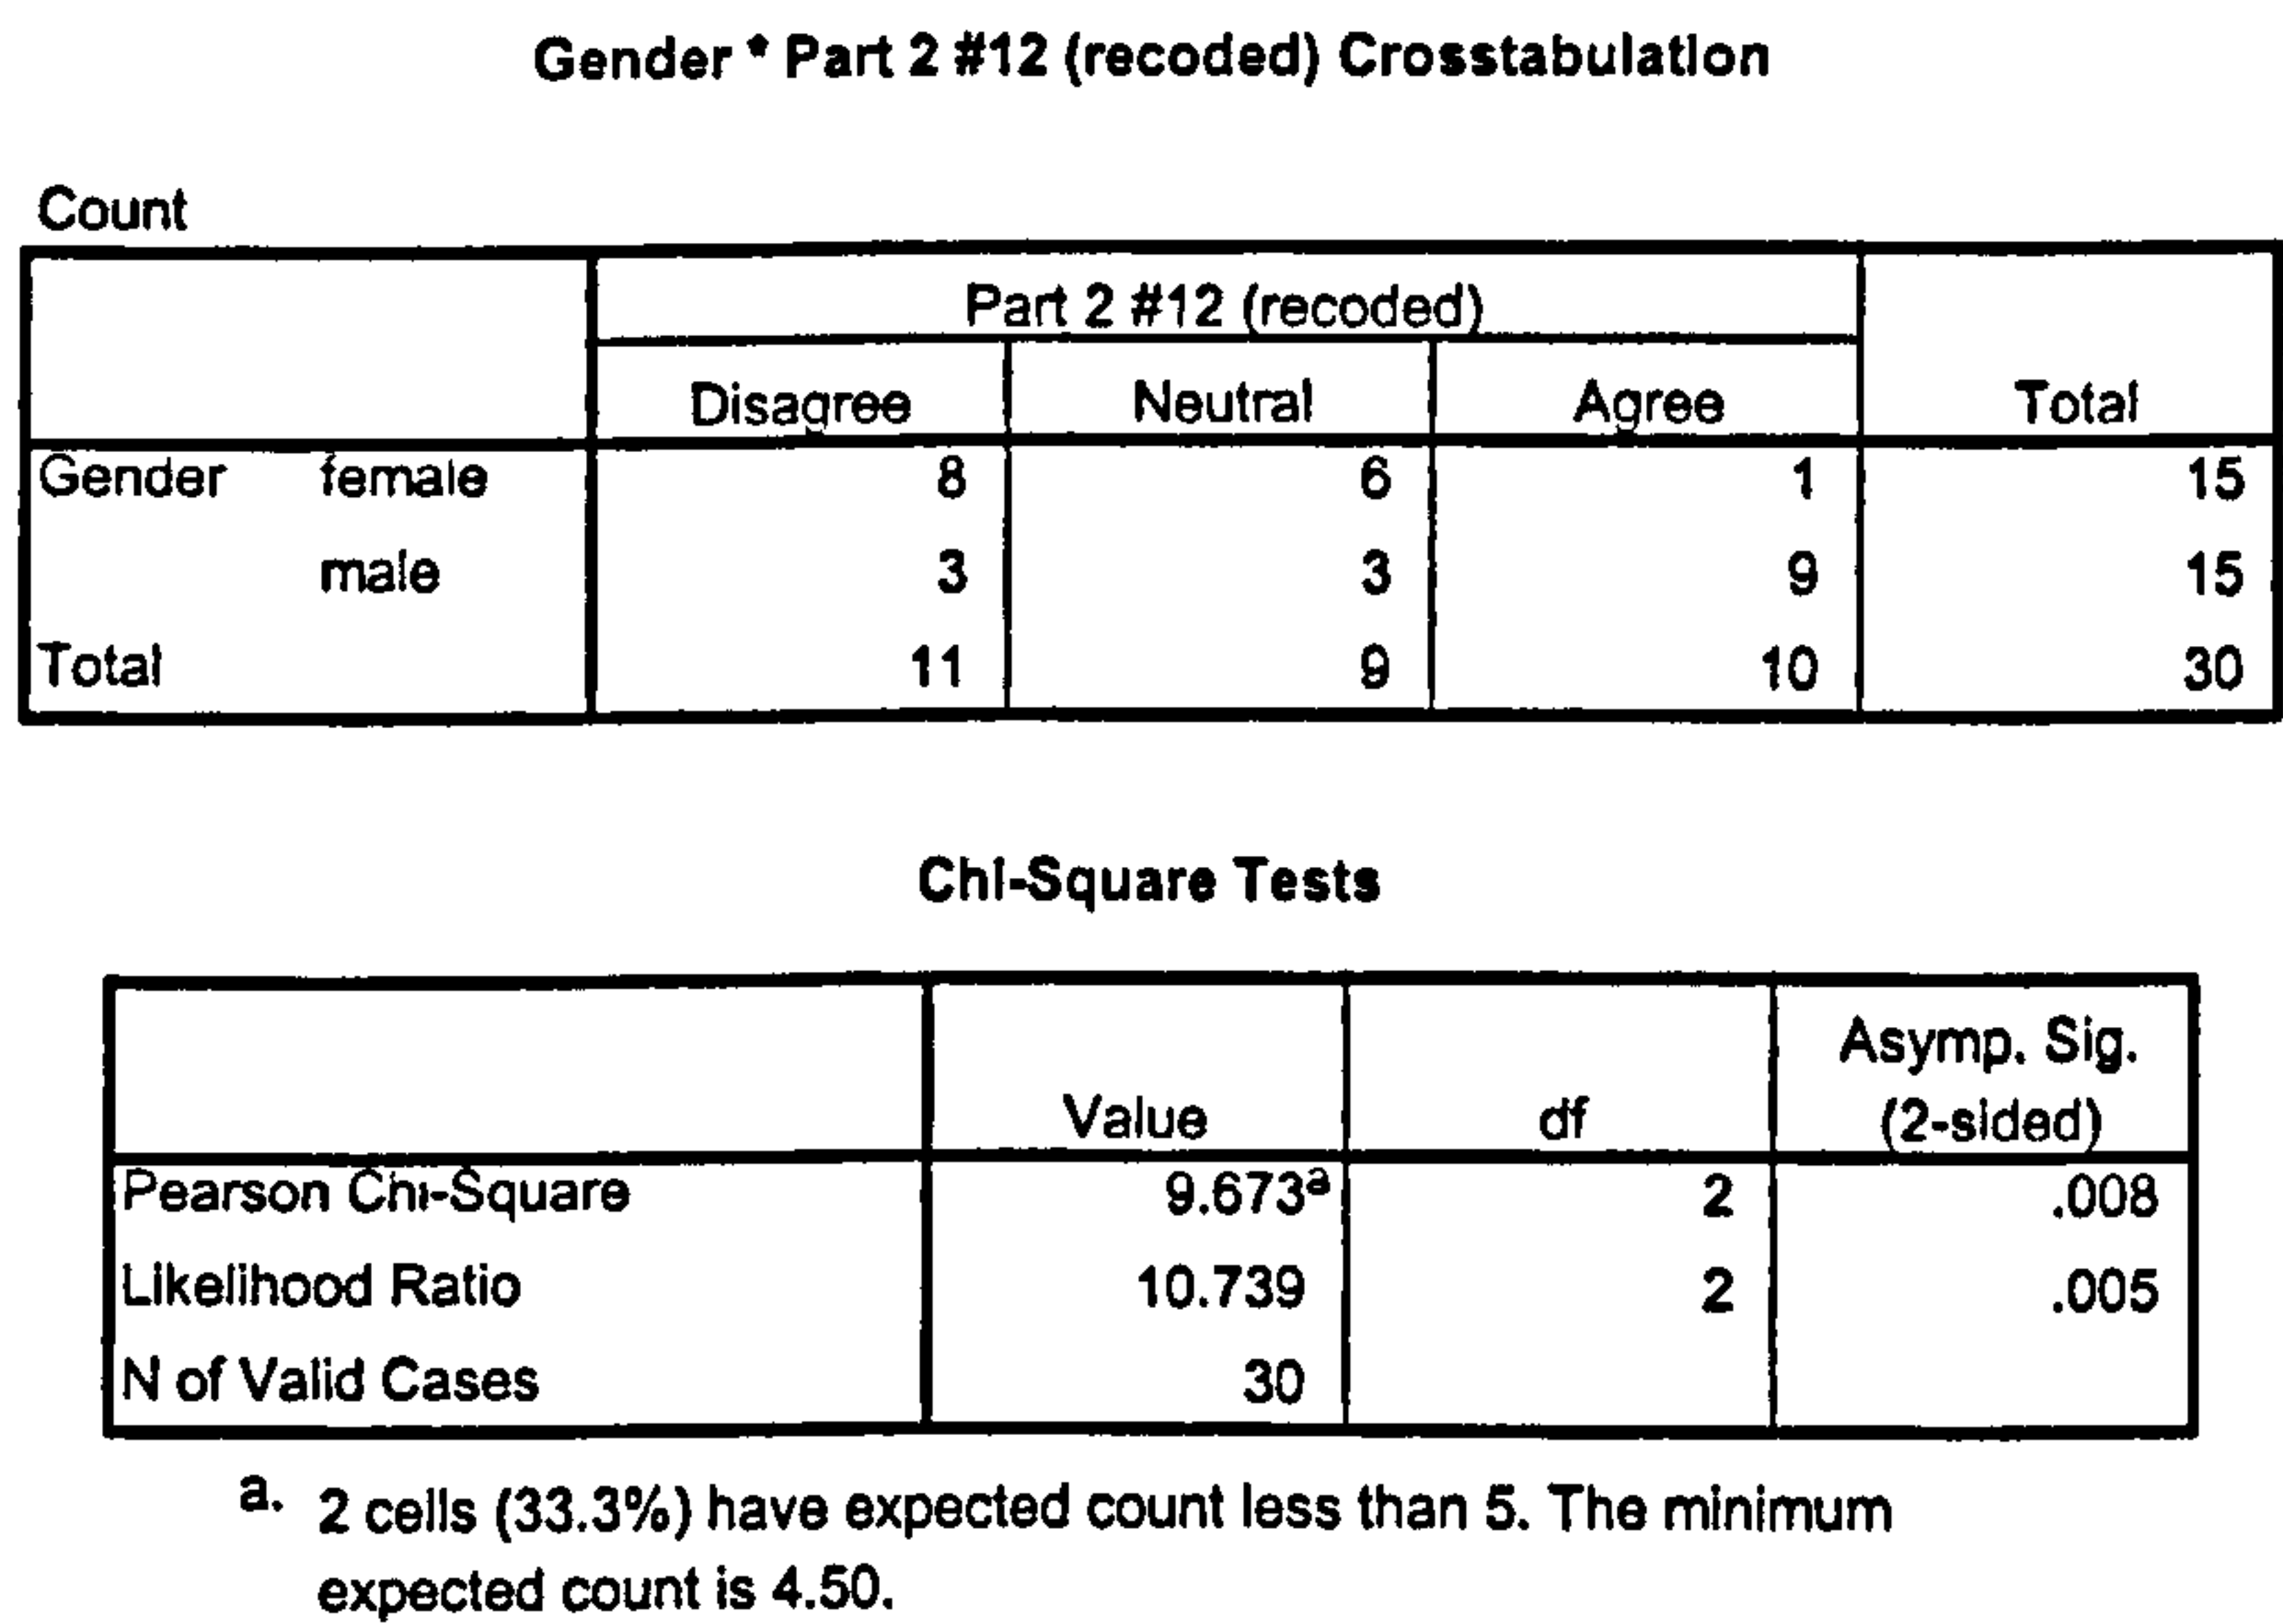 Gender * Part 2 #12 (recoded) Crosstabulation
Count
Part 2 #12 (recoded)
Disagree Neutral Agree Total
Gender female 8 6 1 15
male 3 3 9 15
Total 11 9 10 30
Chi-Square Tests
Asymp. Sig.
Value df (2-sided)
Pearson Chi-Square 9.673a 2 .008
Likelihood Ratio 10.739 2 .005
N of Valid Cases 30
a. 2 cells (33.3%) have expected count less than 5. The minimum
expected count is 4.50.